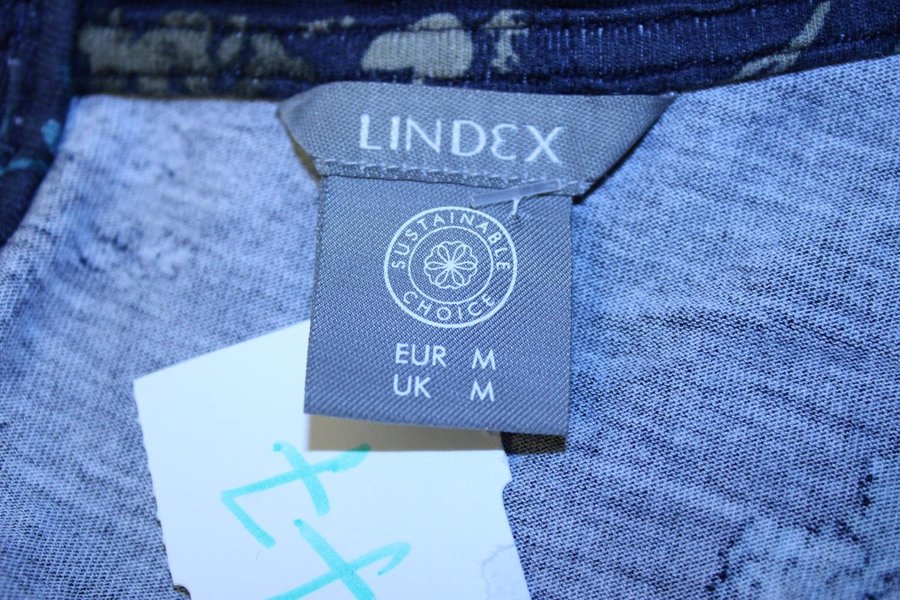 LINDEX
SUSTAINABLE
CHOICE
EUR M
UK M